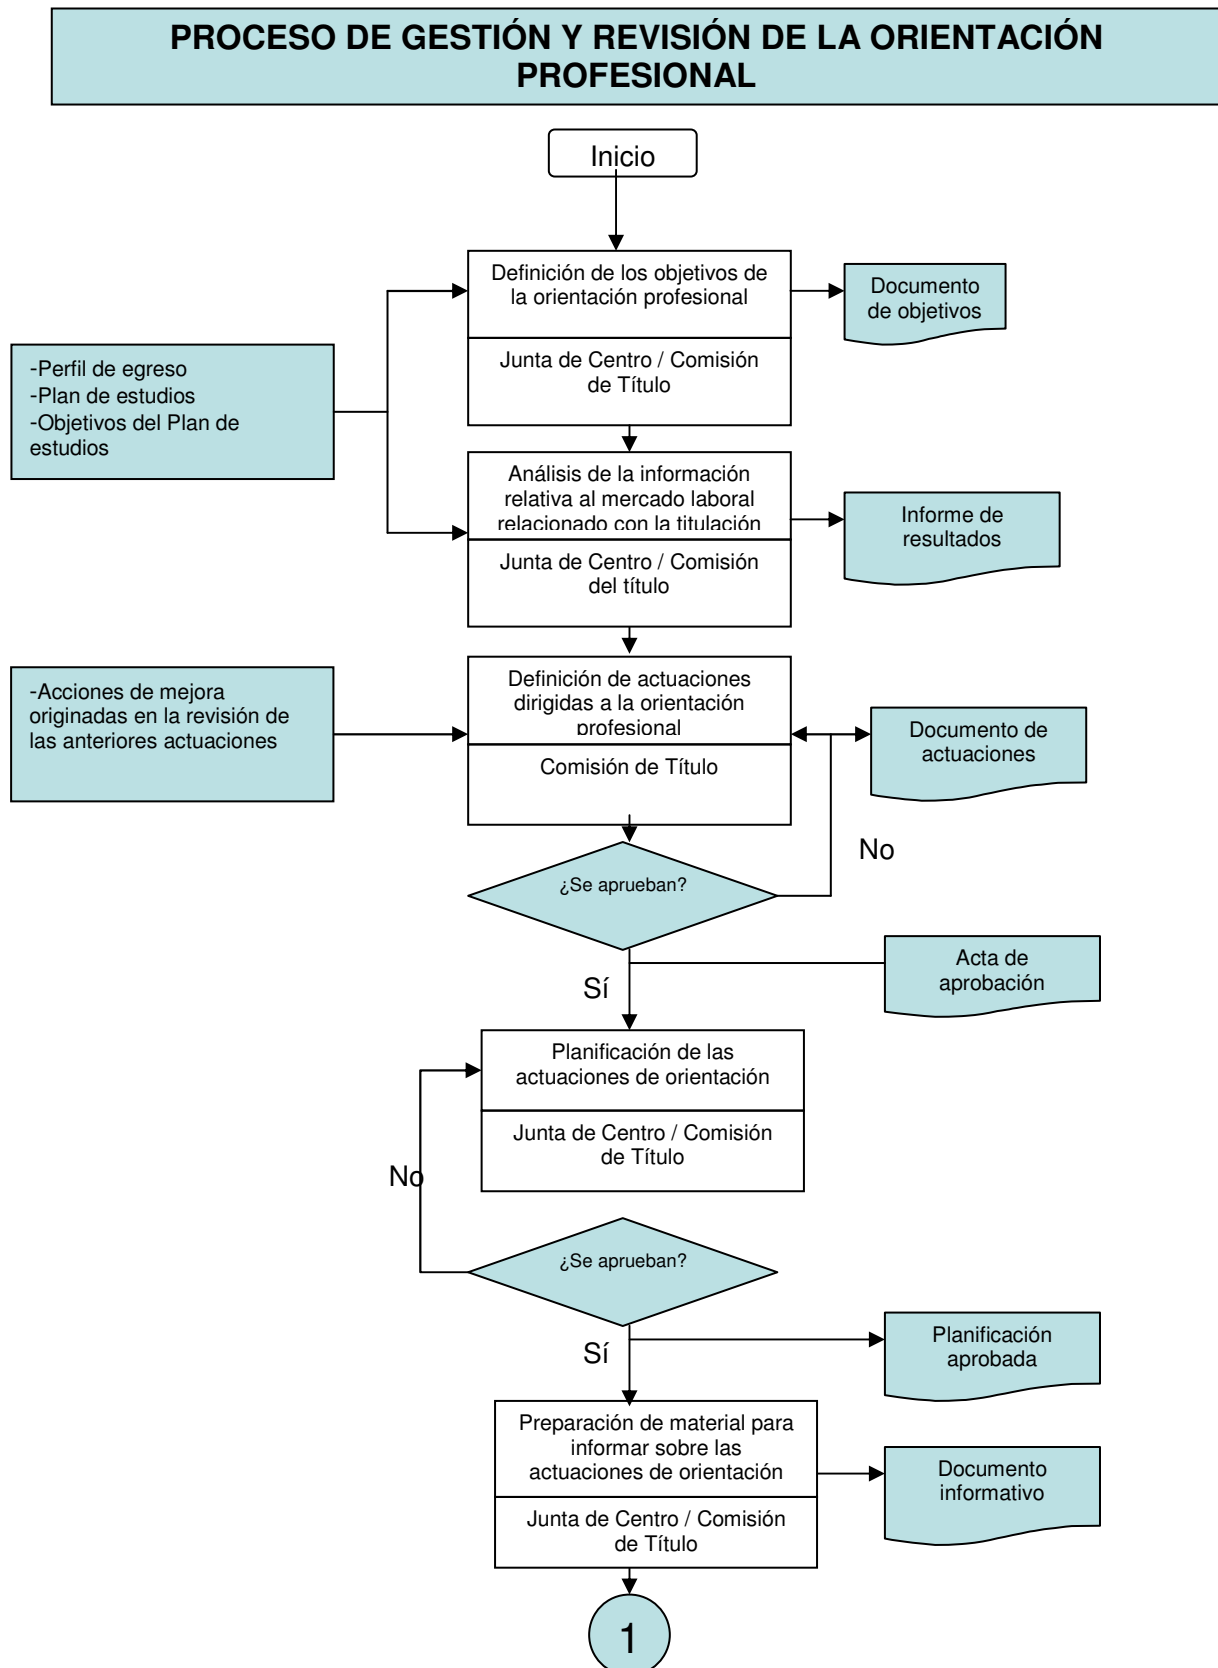 PROCESO DE GESTIÓN Y REVISIÓN DE LA ORIENTACIÓN
PROFESIONAL
Inicio
Definición de los objetivos de
la orientación profesional
Documento
de objetivos
Junta de Centro / Comisión
de Título
-Perfil de egreso
-Plan de estudios
-Objetivos del Plan de
estudios
Análisis de la información
relativa al mercado laboral
relacionado con la titulación
Informe de
resultados
Junta de Centro / Comisión
del título
-Acciones de mejora
originadas en la revisión de
las anteriores actuaciones
Definición de actuaciones
dirigidas a la orientación
profesional
Documento de
actuaciones
Comisión de Título
No
¿Se aprueban?
Acta de
aprobación
Sí
Planificación de las
actuaciones de orientación
Junta de Centro / Comisión
de Título
No
¿Se aprueban?
Planificación
aprobada
Sí
Preparación de material para
informar sobre las
actuaciones de orientación
Documento
informativo
Junta de Centro / Comisión
de Título
1